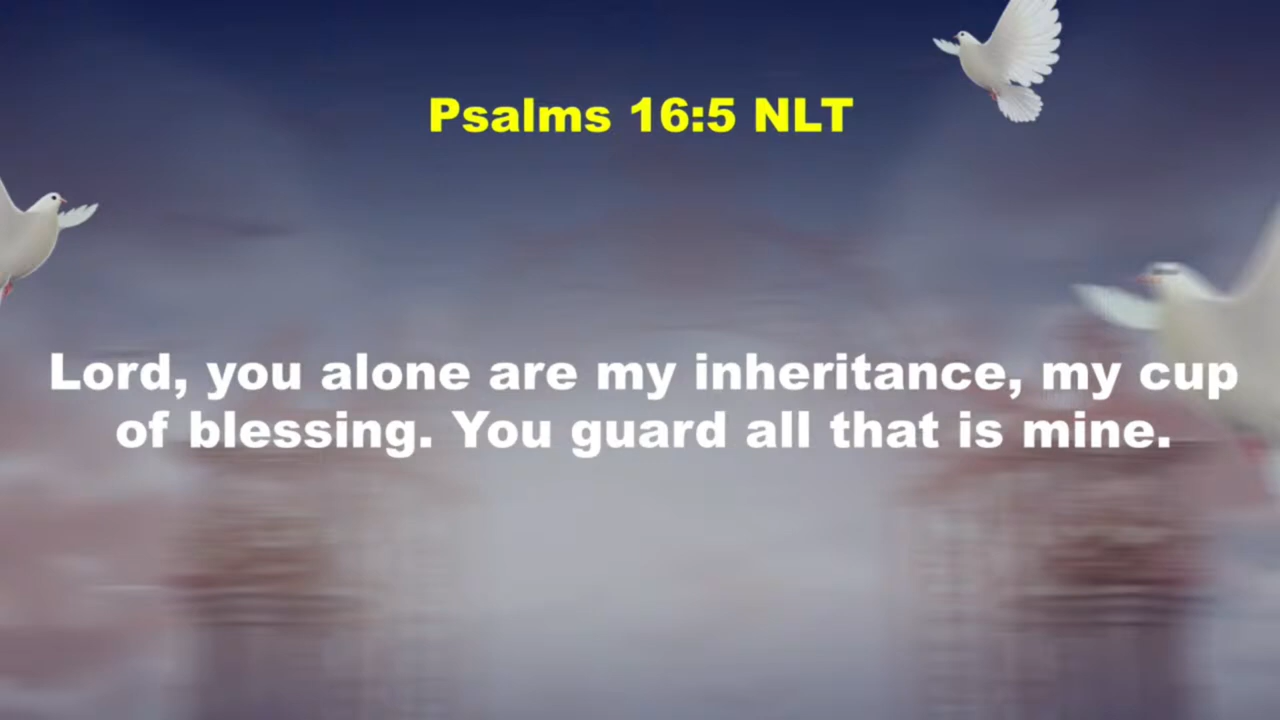 Psalms 16:5 NLT
Lord, you alone are my inheritance, my cup
of blessing. You guard all that is mine.